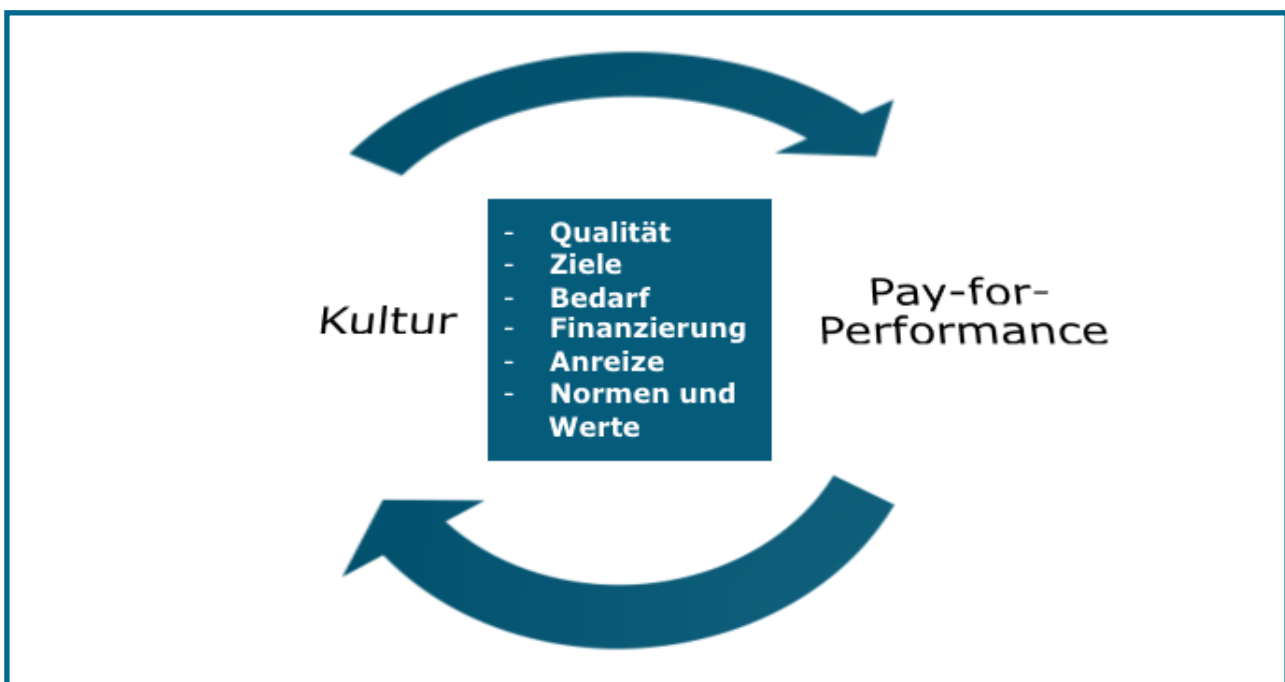 Kultur
- Qualität
- Ziele
- Bedarf
- Finanzierung
- Anreize
- Normen und
Werte
Pay-for-
Performance